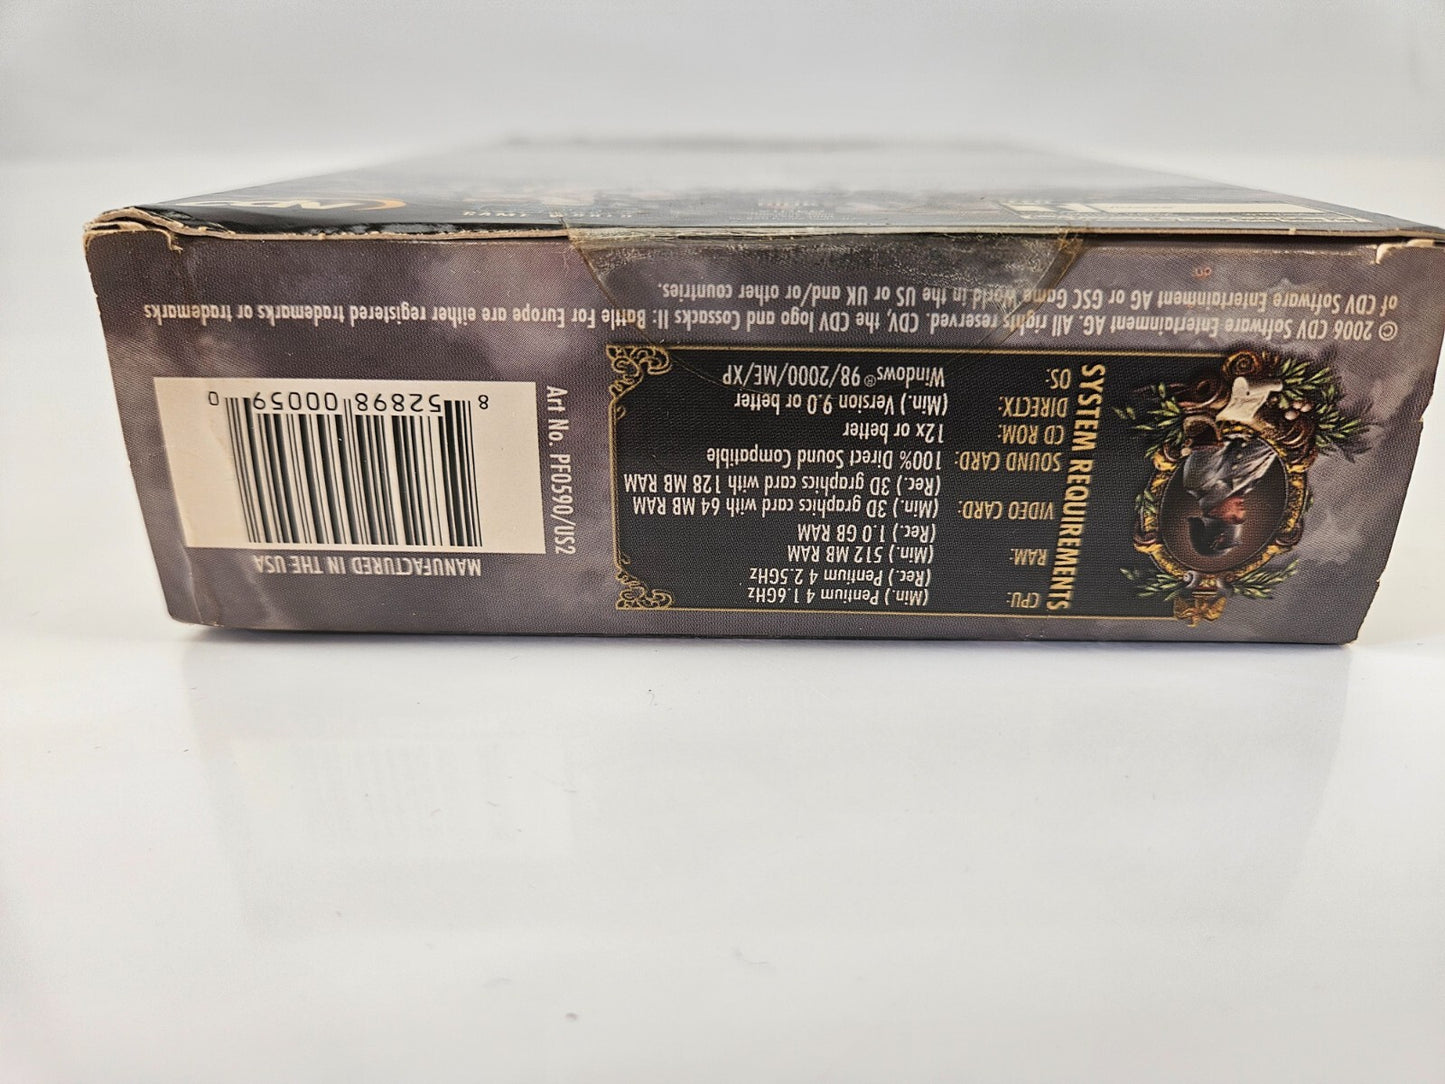 SYSTEM REQUIREMENTS
CPU: (Min.) Pentium 4 1.6GHz
(Rec.) Pentium 4 2.5GHz
RAM: (Min.) 512 MB RAM
(Rec.) 1.0 GB RAM
VIDEO CARD: (Min.) 3D graphics card with 64 MB RAM
(Rec.) 3D graphics card with 128 MB RAM
SOUND CARD: 100% Direct Sound Compatible
CD ROM: 12x or better
DIRECTX: (Min.) Version 9.0 or better
OS: Windows® 98/2000/ME/XP
MANUFACTURED IN THE USA
8 52898 00059 0
Art No. PF0590/US2
© 2006 CDV Software Entertainment AG. All rights reserved. CDV, the CDV logo and Cossacks II: Battle For Europe are either registered trademarks or trademarks
of CDV Software Entertainment AG or GSC Game World in the US or UK and/or other countries.